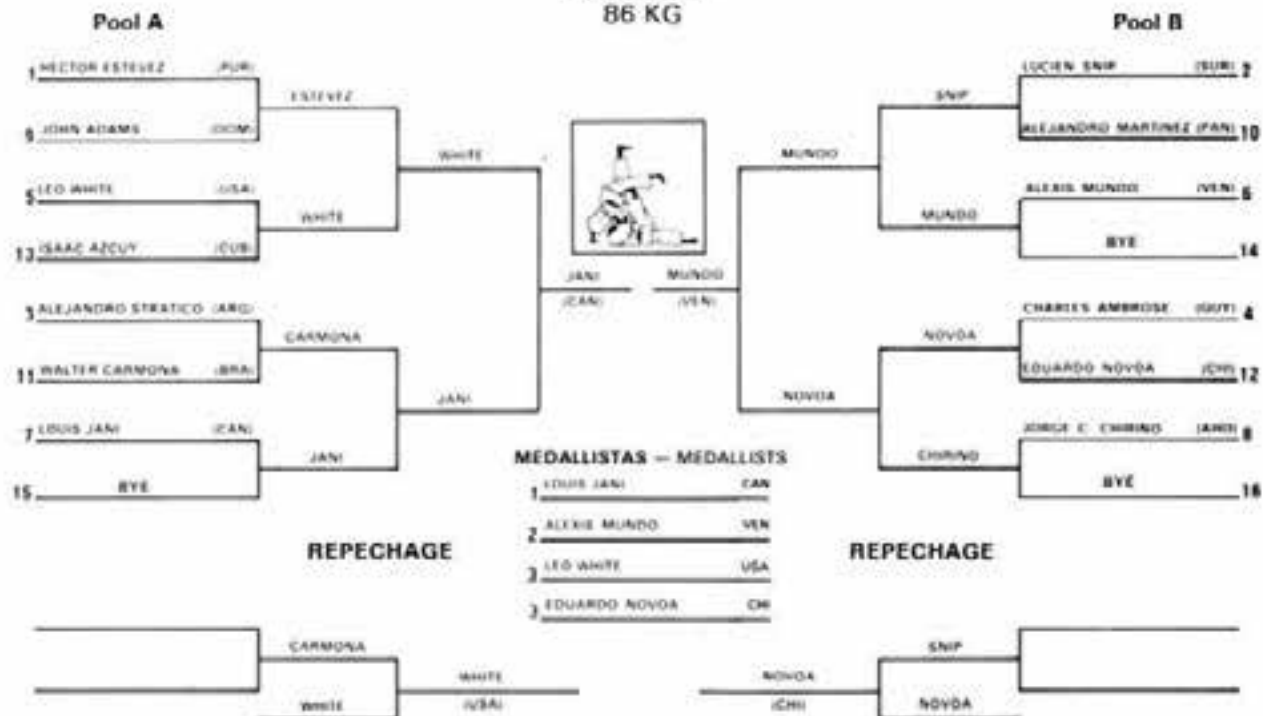 86 KG
Pool A
Pool B
1 HECTOR ESTEVEZ (PUR)
9 JOHN ADAMS (DOM)
5 LEO WHITE (USA)
13 ISAAC AZCUY (CUB)
3 ALEJANDRO STRATICO (ARG)
11 WALTER CARMONA (BRA)
7 LOUIS JANI (CAN)
15 BYE
ESTEVEZ
WHITE
CARMONA
JANI
WHITE
JANI
JANI
(CAN)
MUNDO
(VEN)
MUNDO
NOVOA
SNIP
MUNDO
NOVOA
CHIRINO
LUCIEN SNIP (SUR) 2
ALEJANDRO MARTINEZ (PAN) 10
ALEXIS MUNDO (VEN) 6
BYE 14
CHARLES AMBROSE (GUY) 4
EDUARDO NOVOA (CHI) 12
JORGE C CHIRINO (AHO) 8
BYE 16
MEDALLISTAS — MEDALLISTS
1 LOUIS JANI CAN
2 ALEXIS MUNDO VEN
3 LEO WHITE USA
3 EDUARDO NOVOA CHI
REPECHAGE
REPECHAGE
CARMONA
WHITE
WHITE
(USA)
NOVOA
(CHI)
SNIP
NOVOA